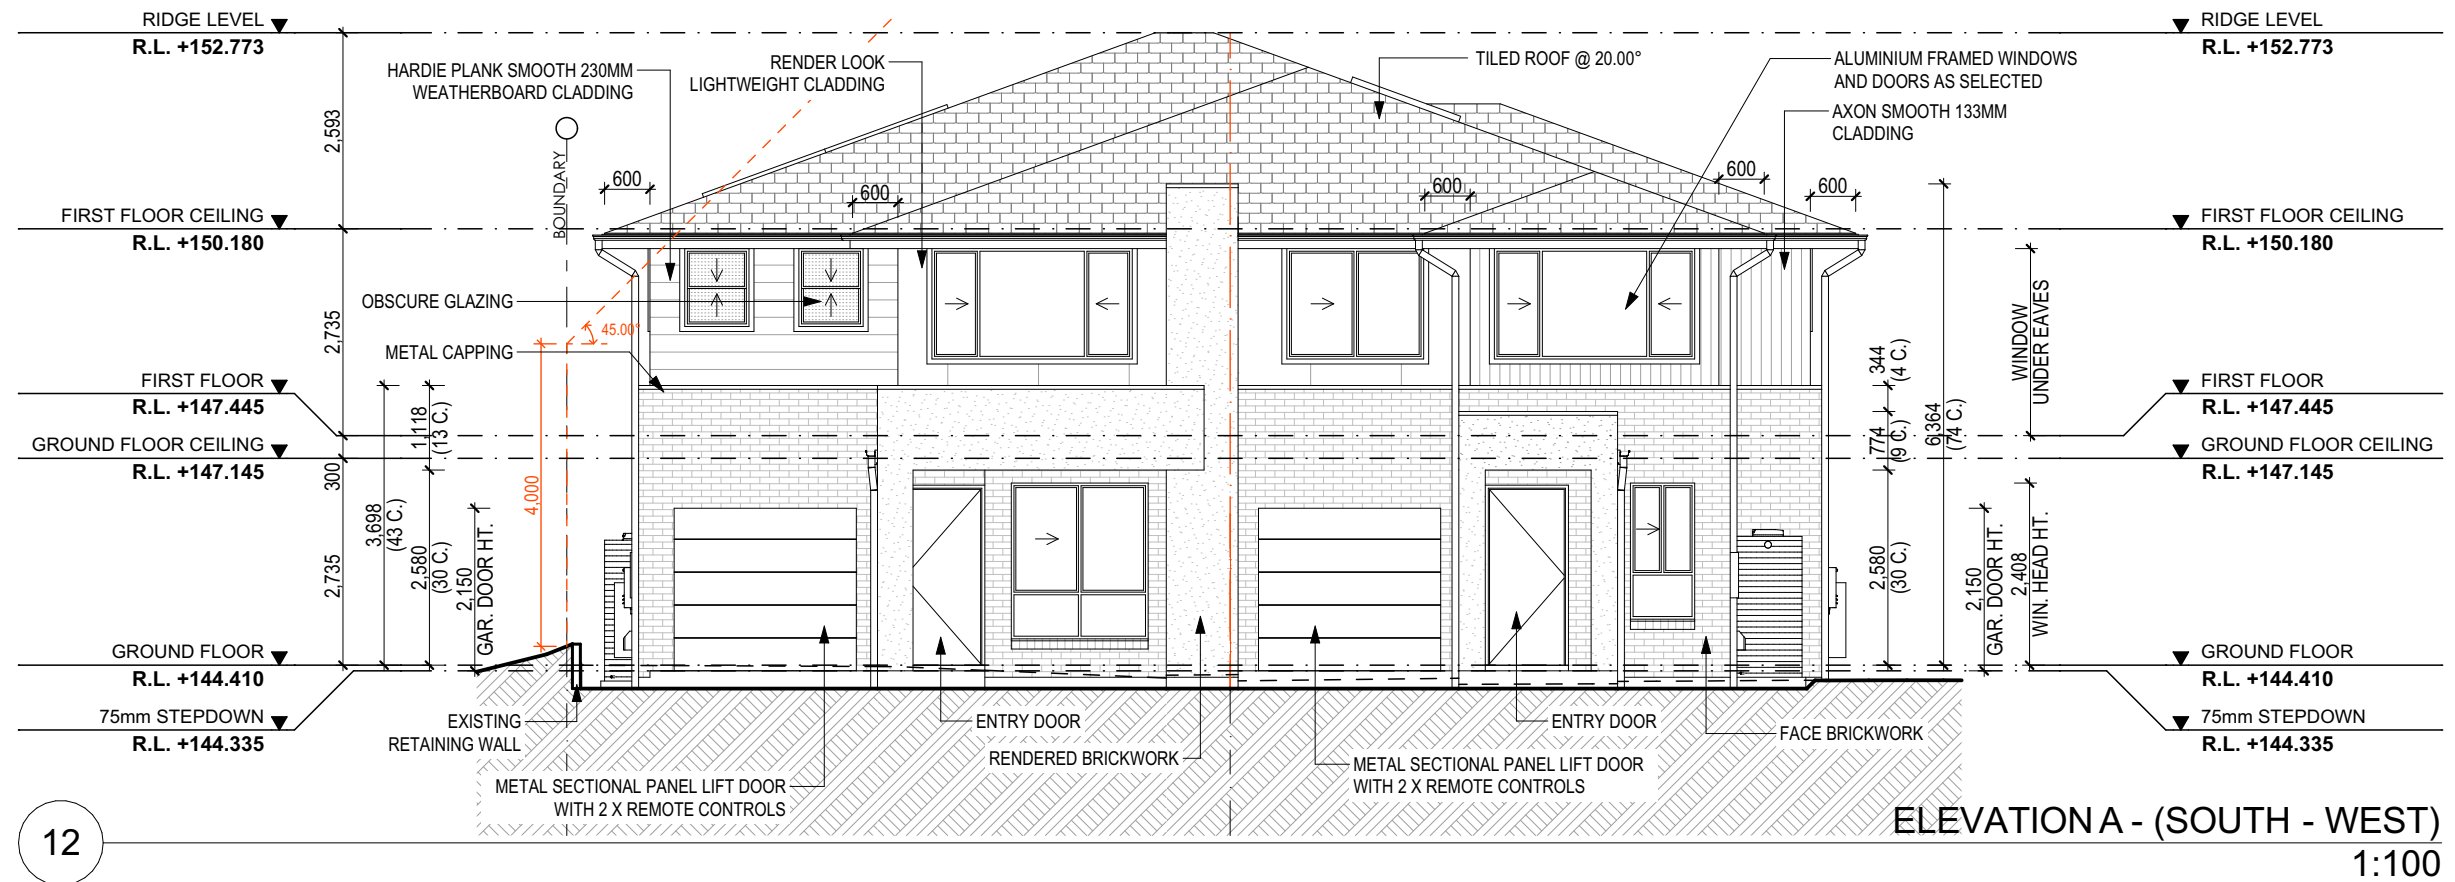 RIDGE LEVEL
R.L. +152.773
FIRST FLOOR CEILING
R.L. +150.180
FIRST FLOOR
R.L. +147.445
GROUND FLOOR CEILING
R.L. +147.145
GROUND FLOOR
R.L. +144.410
75mm STEPDOWN
R.L. +144.335
2,593
2,735
300
2,735
3,698
(43 C.)
1,118
(13 C.)
2,580
(30 C.)
2,150
GAR. DOOR HT.
4,000
45.00°
BOUNDARY
HARDIE PLANK SMOOTH 230MM
WEATHERBOARD CLADDING
RENDER LOOK
LIGHTWEIGHT CLADDING
TILED ROOF @ 20.00°
ALUMINIUM FRAMED WINDOWS
AND DOORS AS SELECTED
AXON SMOOTH 133MM
CLADDING
600
600
600
600
600
OBSCURE GLAZING
METAL CAPPING
EXISTING
RETAINING WALL
METAL SECTIONAL PANEL LIFT DOOR
WITH 2 X REMOTE CONTROLS
ENTRY DOOR
RENDERED BRICKWORK
METAL SECTIONAL PANEL LIFT DOOR
WITH 2 X REMOTE CONTROLS
ENTRY DOOR
FACE BRICKWORK
344
(4 C.)
774
(9 C.)
2,580
(30 C.)
6,364
(74 C.)
2,150
GAR. DOOR HT.
WINDOW
UNDER EAVES
2,408
WIN. HEAD HT.
RIDGE LEVEL
R.L. +152.773
FIRST FLOOR CEILING
R.L. +150.180
FIRST FLOOR
R.L. +147.445
GROUND FLOOR CEILING
R.L. +147.145
GROUND FLOOR
R.L. +144.410
75mm STEPDOWN
R.L. +144.335
12
ELEVATION A - (SOUTH - WEST)
1:100